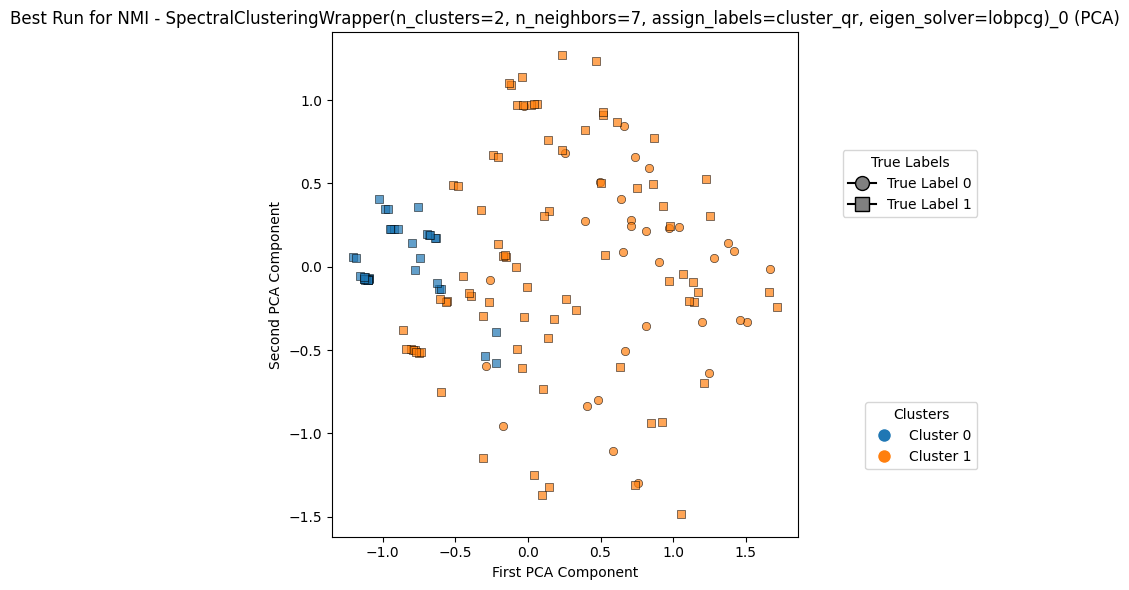 Best Run for NMI - SpectralClusteringWrapper(n_clusters=2, n_neighbors=7, assign_labels=cluster_qr, eigen_solver=lobpcg)_0 (PCA)
1.0
0.5
0.0
−0.5
−1.0
−1.5
Second PCA Component
−1.0
−0.5
0.0
0.5
1.0
1.5
First PCA Component
True Labels
True Label 0
True Label 1
Clusters
Cluster 0
Cluster 1